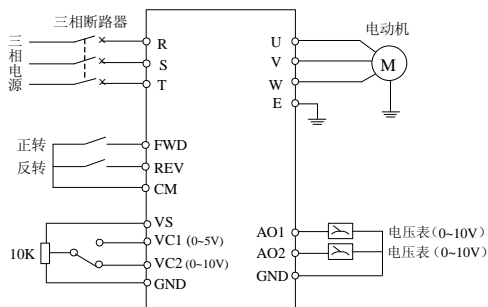 三相断路器
三相电源
R
S
T
U
V
W
E
电动机
M
正转
反转
FWD
REV
CM
VS
VC1 (0~5V)
VC2 (0~10V)
GND
10K
AO1
AO2
GND
电压表(0~10V)
电压表(0~10V)